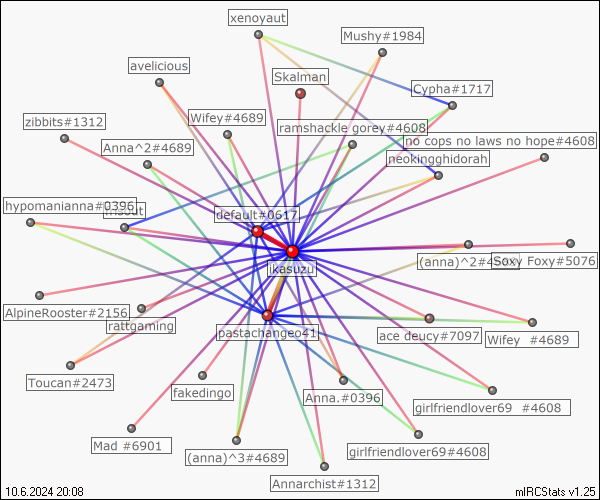 xenoyaut
Mushy#1984
avelicious
Skalman
Cypha#1717
zibbits#1312
Wifey#4689
ramshackle gorey#4608
Anna^2#4689
no cops no laws no hope#4608
neokingghidorah
hypomanianna#0396
default#0617
jkasuzu
(anna)^2#4
Soxy Foxy#5076
AlpineRooster#2156
rattgaming
pastachangeo41
ace deucy#7097
Wifey #4689
Toucan#2473
fakedingo
Anna.#0396
girlfriendlover69 #4608
Mad #6901
(anna)^3#4689
girlfriendlover69#4608
Annarchist#1312
10.6.2024 20:08
mIRCStats v1.25